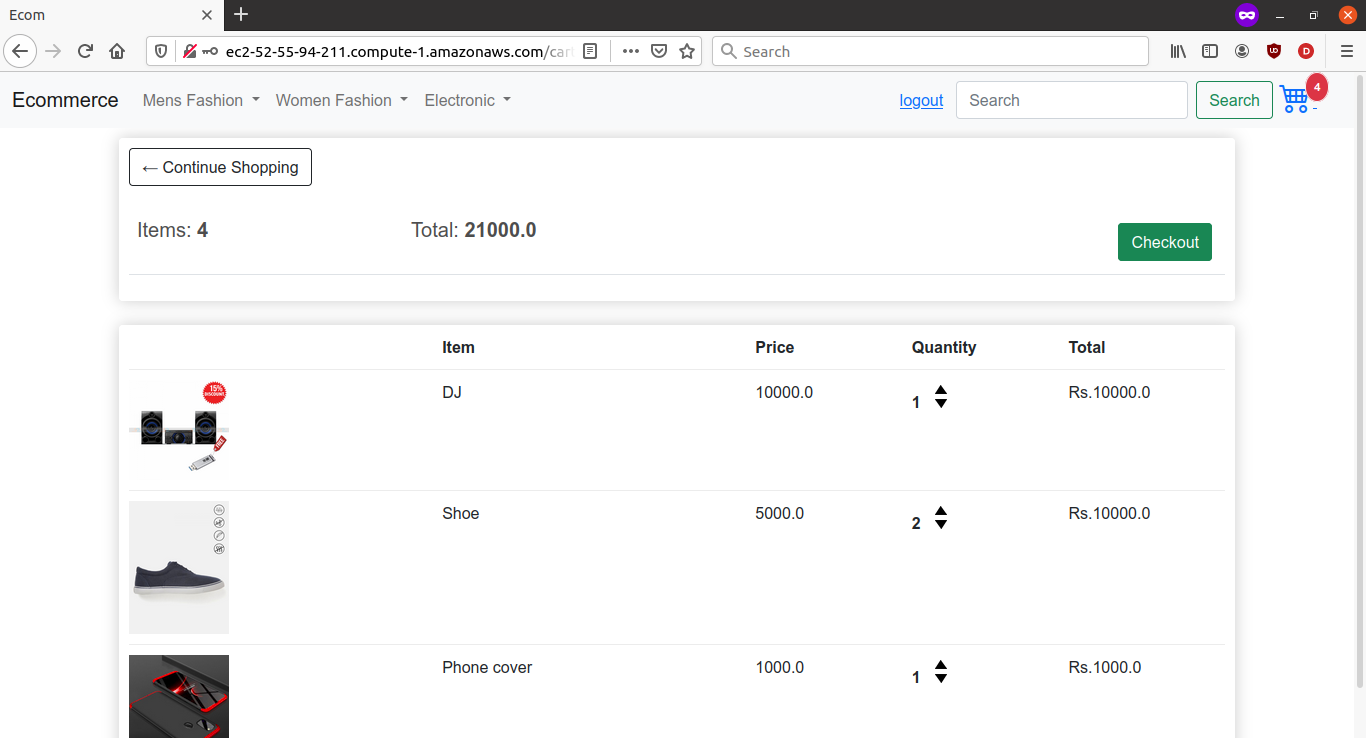 Ecom
ec2-52-55-94-211.compute-1.amazonaws.com/cart
Search
D
Ecommerce
Mens Fashion
Women Fashion
Electronic
logout
Search
Search
4
← Continue Shopping
Items: 4
Total: 21000.0
Checkout
Item Price Quantity Total
15%
DISCOUNT
DJ 10000.0 1 Rs.10000.0
Shoe 5000.0 2 Rs.10000.0
Phone cover 1000.0 1 Rs.1000.0